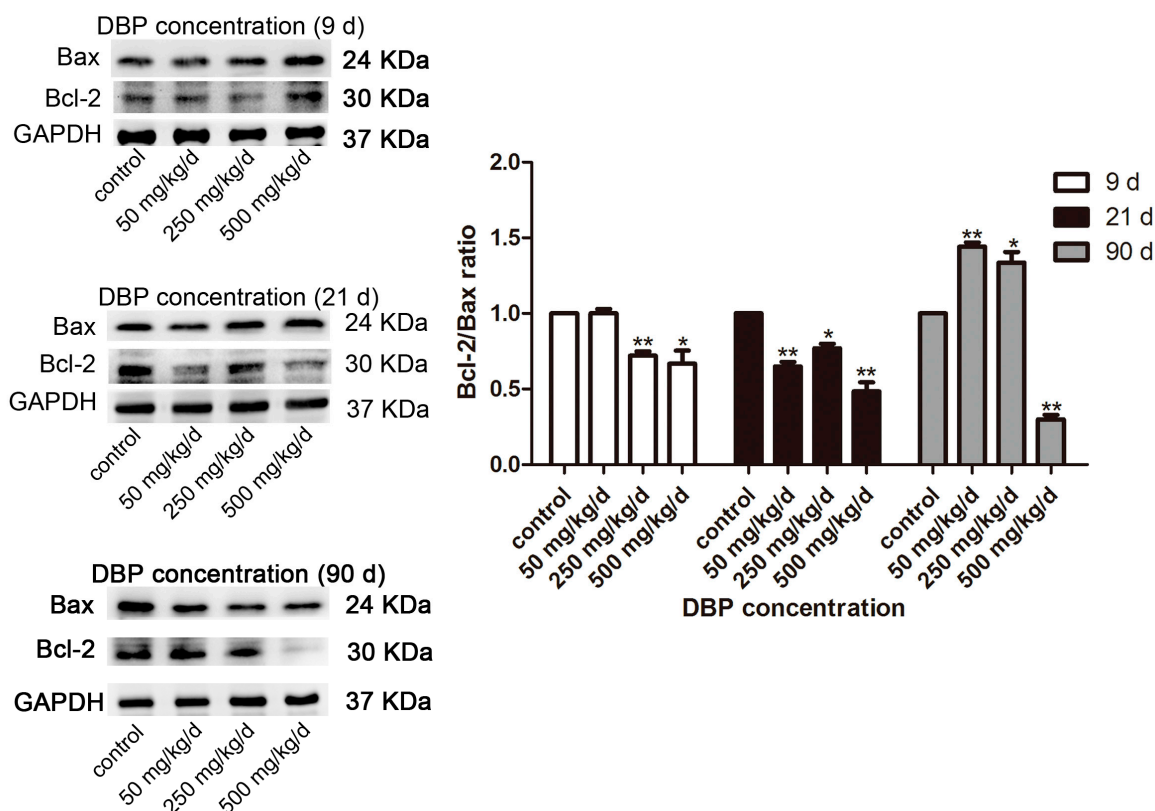 DBP concentration (9 d)
Bax 24 KDa
Bcl-2 30 KDa
GAPDH 37 KDa
control 50 mg/kg/d 250 mg/kg/d 500 mg/kg/d
DBP concentration (21 d)
Bax 24 KDa
Bcl-2 30 KDa
GAPDH 37 KDa
control 50 mg/kg/d 250 mg/kg/d 500 mg/kg/d
DBP concentration (90 d)
Bax 24 KDa
Bcl-2 30 KDa
GAPDH 37 KDa
control 50 mg/kg/d 250 mg/kg/d 500 mg/kg/d
Bcl-2/Bax ratio
2.0
1.5
1.0
0.5
0.0
** * ** * ** ** * **
9 d
21 d
90 d
control 50 mg/kg/d 250 mg/kg/d 500 mg/kg/d control 50 mg/kg/d 250 mg/kg/d 500 mg/kg/d control 50 mg/kg/d 250 mg/kg/d 500 mg/kg/d
DBP concentration